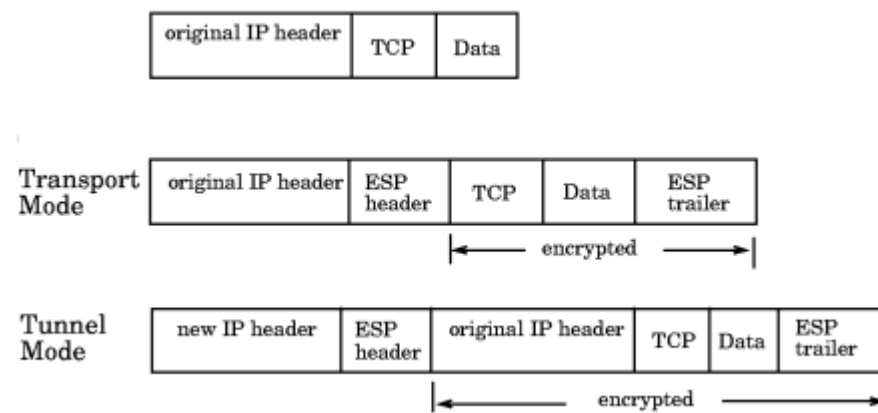 original IP header TCP Data
Transport Mode original IP header ESP header TCP Data ESP trailer
encrypted
Tunnel Mode new IP header ESP header original IP header TCP Data ESP trailer
encrypted